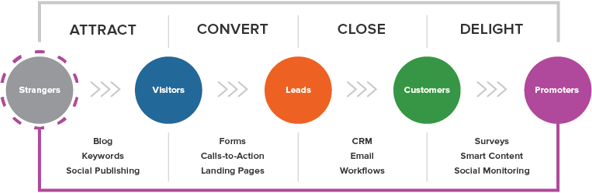 ATTRACT CONVERT CLOSE DELIGHT
Strangers Visitors Leads Customers Promoters
Blog Forms CRM Surveys
Keywords Calls-to-Action Email Smart Content
Social Publishing Landing Pages Workflows Social Monitoring